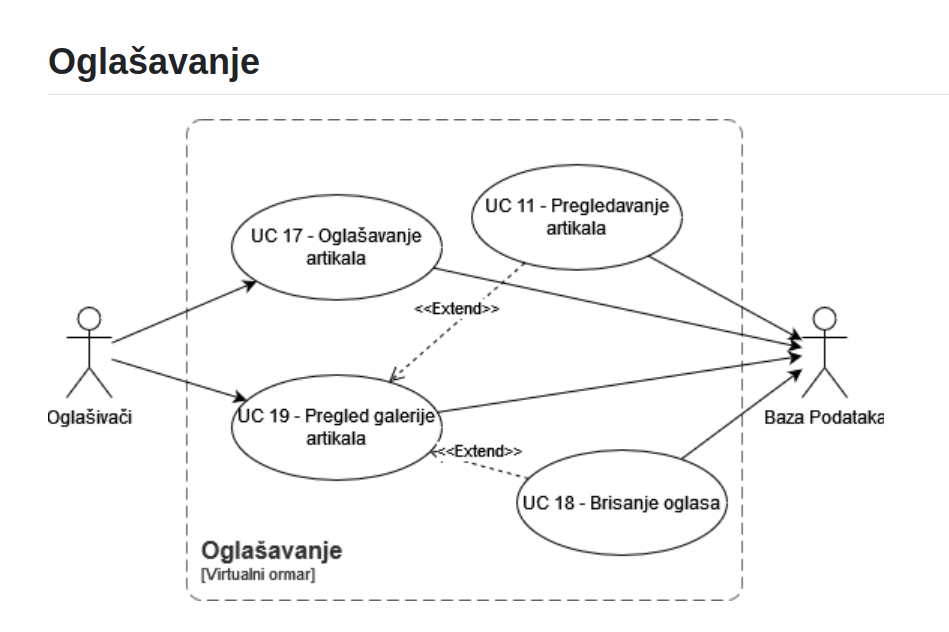 Oglašavanje
UC 11 - Pregledavanje
artikala
UC 17 - Oglašavanje
artikala
<<Extend>>
Oglašivači
Baza Podataka
UC 19 - Pregled galerije
artikala
<<Extend>>
UC 18 - Brisanje oglasa
Oglašavanje
[Virtualni ormar]